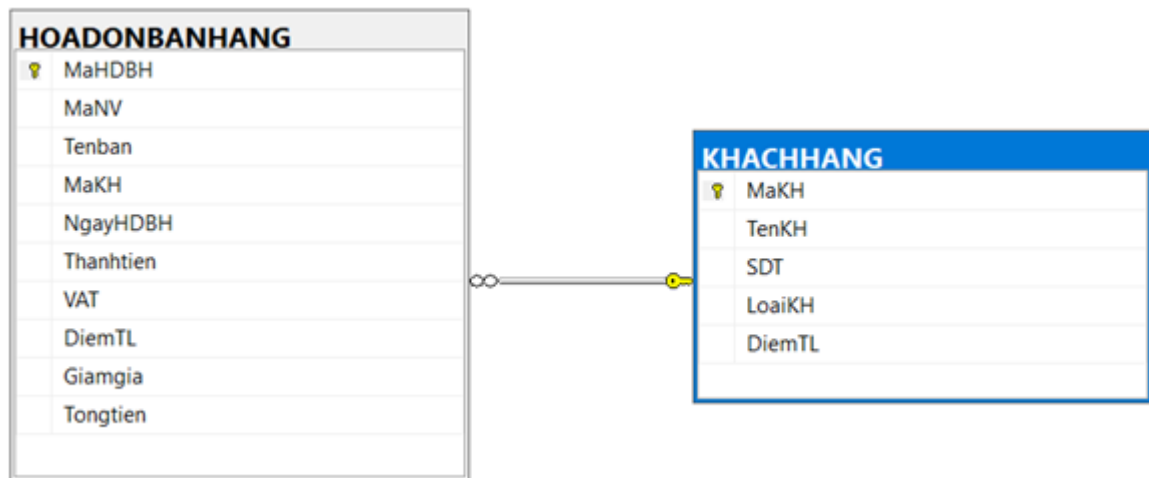 HOADONBANHANG
MaHDBH
MaNV
Tenban
MaKH
NgayHDBH
Thanhtien
VAT
DiemTL
Giamgia
Tongtien
KHACHHANG
MaKH
TenKH
SDT
LoaiKH
DiemTL